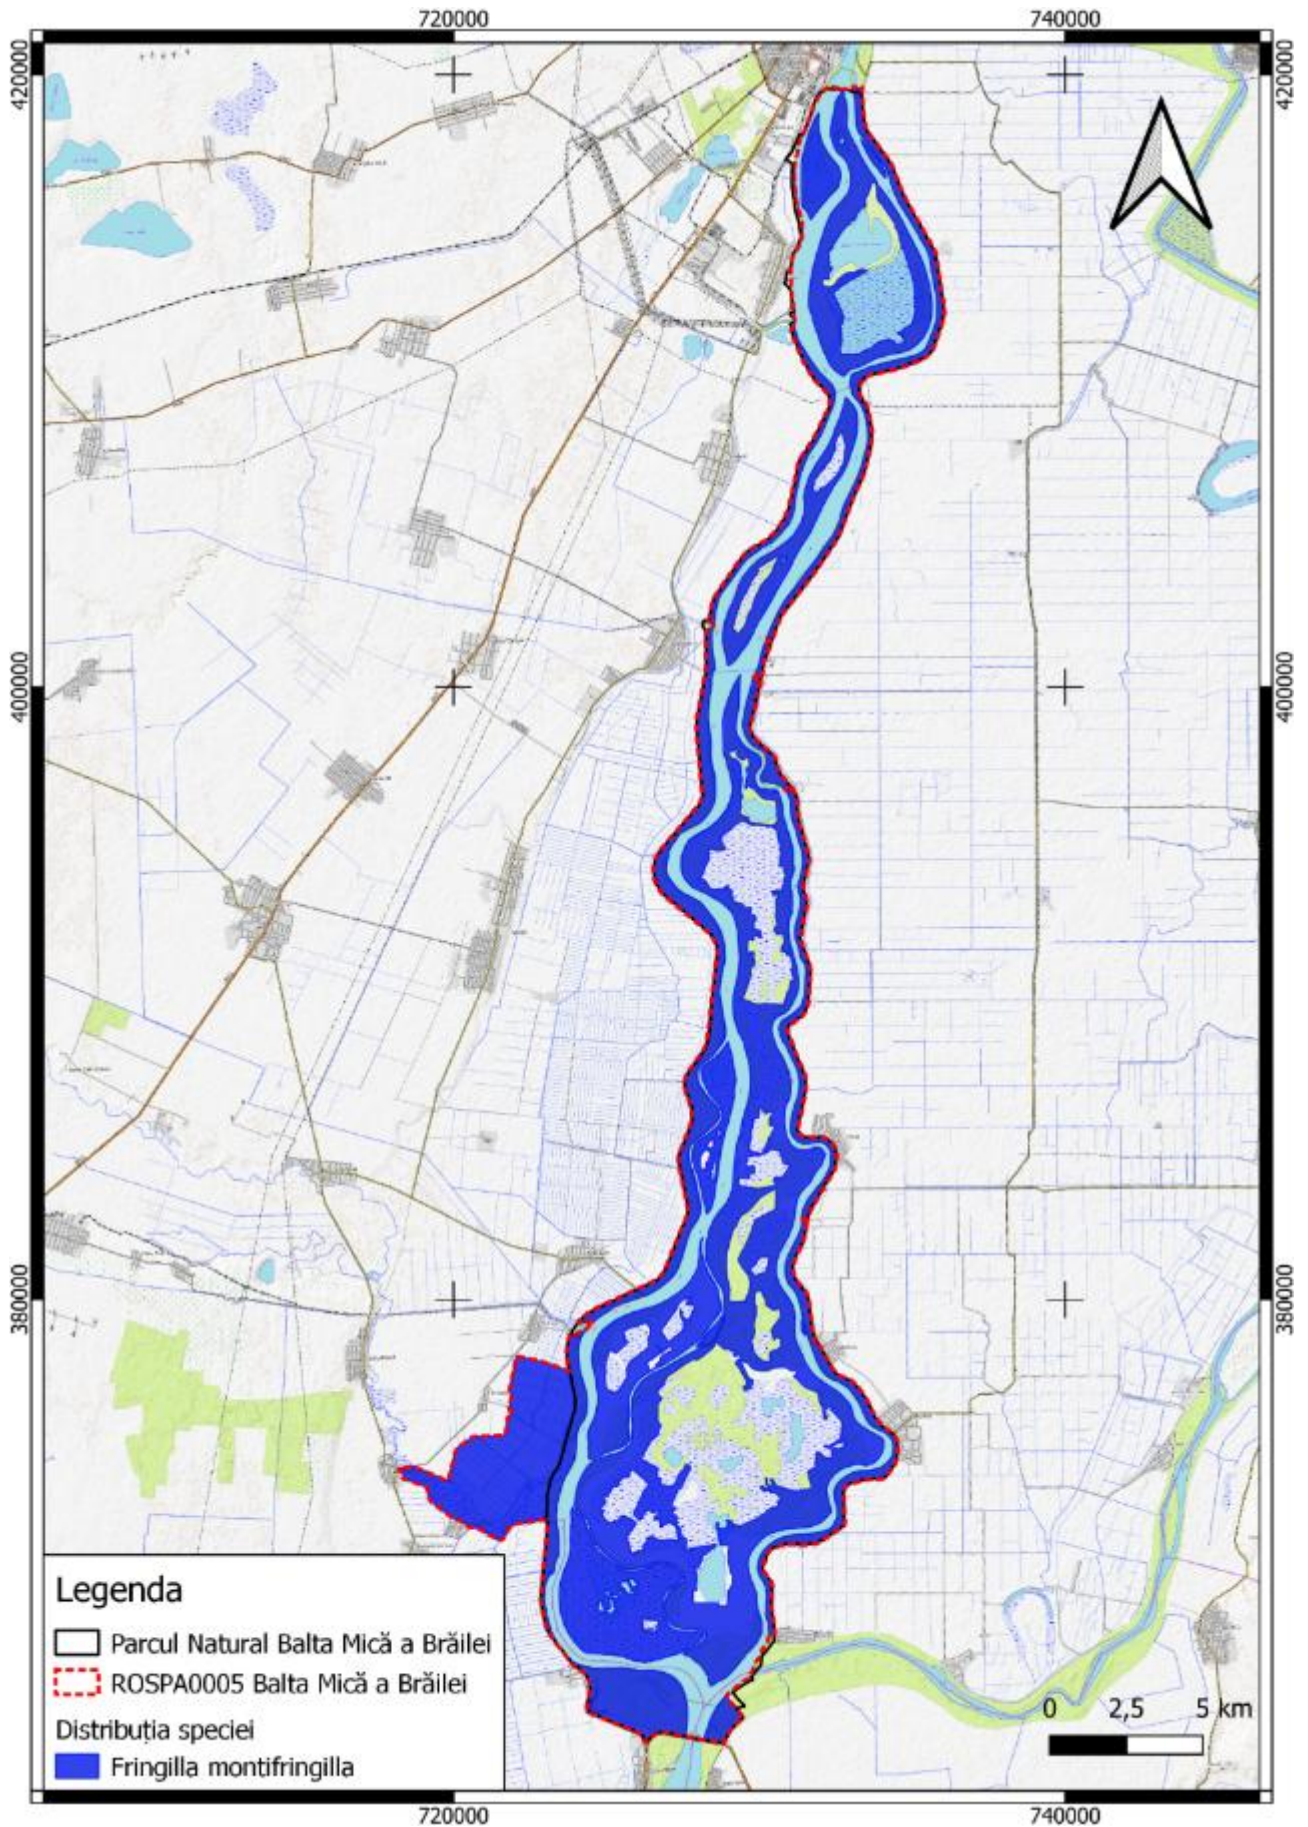 720000 740000
420000 420000
400000 400000
380000 380000
Legenda
Parcul Natural Balta Mică a Brăilei
ROSPA0005 Balta Mică a Brăilei
Distribuția speciei
Fringilla montifringilla
0 2,5 5 km
720000 740000